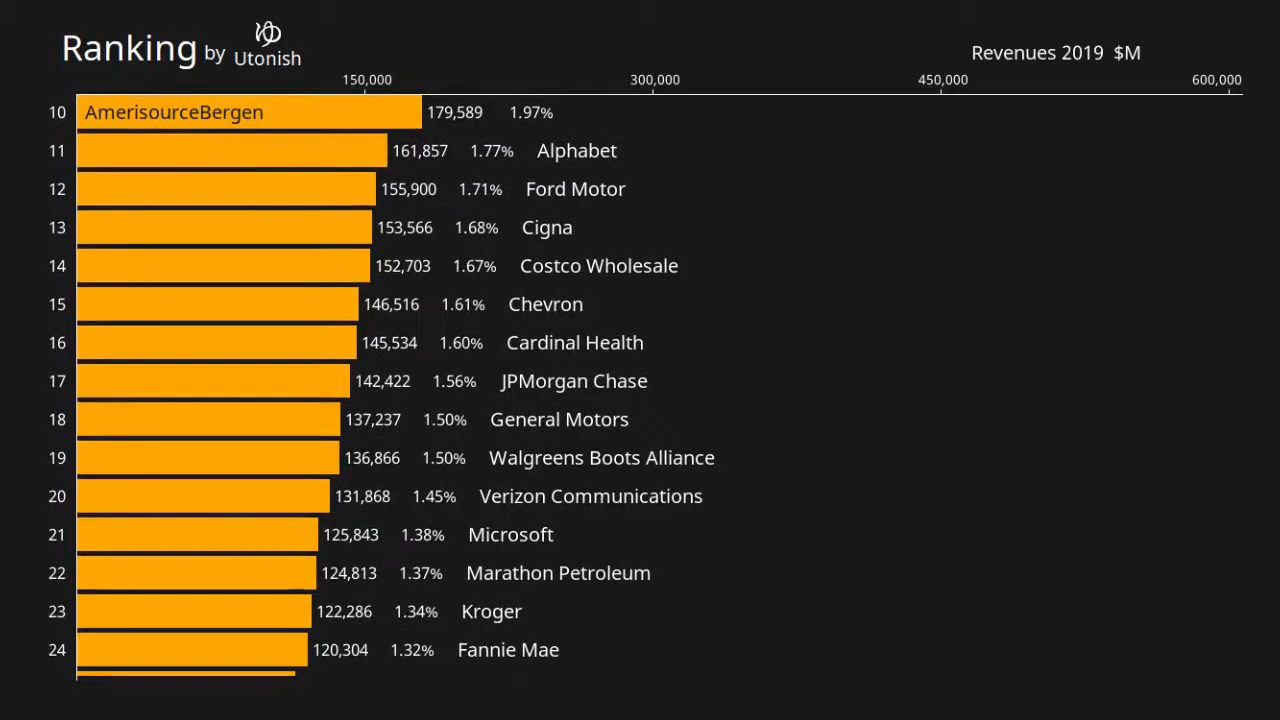 Ranking by ゆ Utonish
Revenues 2019 $M
150,000 300,000 450,000 600,000
10 AmerisourceBergen 179,589 1.97%
11 161,857 1.77% Alphabet
12 155,900 1.71% Ford Motor
13 153,566 1.68% Cigna
14 152,703 1.67% Costco Wholesale
15 146,516 1.61% Chevron
16 145,534 1.60% Cardinal Health
17 142,422 1.56% JPMorgan Chase
18 137,237 1.50% General Motors
19 136,866 1.50% Walgreens Boots Alliance
20 131,868 1.45% Verizon Communications
21 125,843 1.38% Microsoft
22 124,813 1.37% Marathon Petroleum
23 122,286 1.34% Kroger
24 120,304 1.32% Fannie Mae